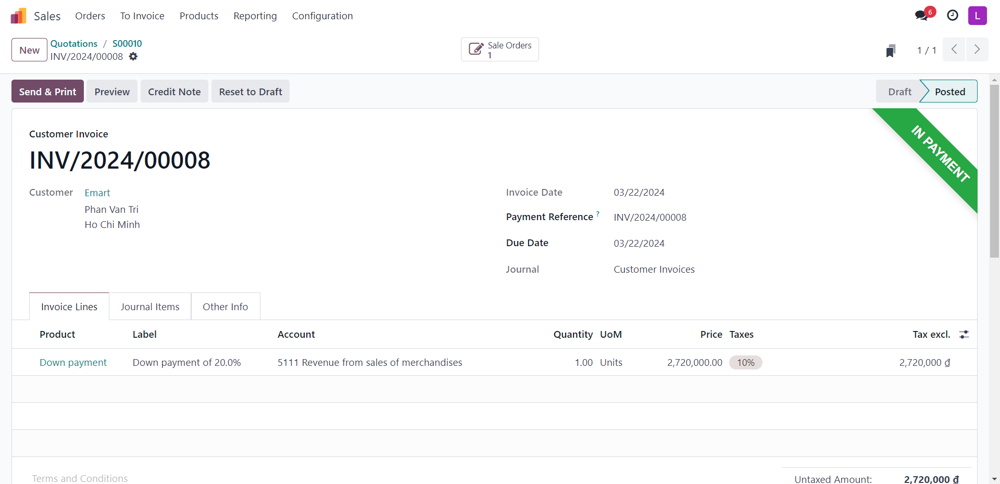 Sales Orders To Invoice Products Reporting Configuration 6 L
New Quotations / S00010
INV/2024/00008
Sale Orders
1
1 / 1
Send & Print Preview Credit Note Reset to Draft Draft Posted
IN PAYMENT
Customer Invoice
INV/2024/00008
Customer Emart
Phan Van Tri
Ho Chi Minh
Invoice Date 03/22/2024
Payment Reference ? INV/2024/00008
Due Date 03/22/2024
Journal Customer Invoices
Invoice Lines Journal Items Other Info
Product Label Account Quantity UoM Price Taxes Tax excl.
Down payment Down payment of 20.0% 5111 Revenue from sales of merchandises 1.00 Units 2,720,000.00 10% 2,720,000 ₫
Terms and Conditions
Untaxed Amount: 2,720,000 ₫